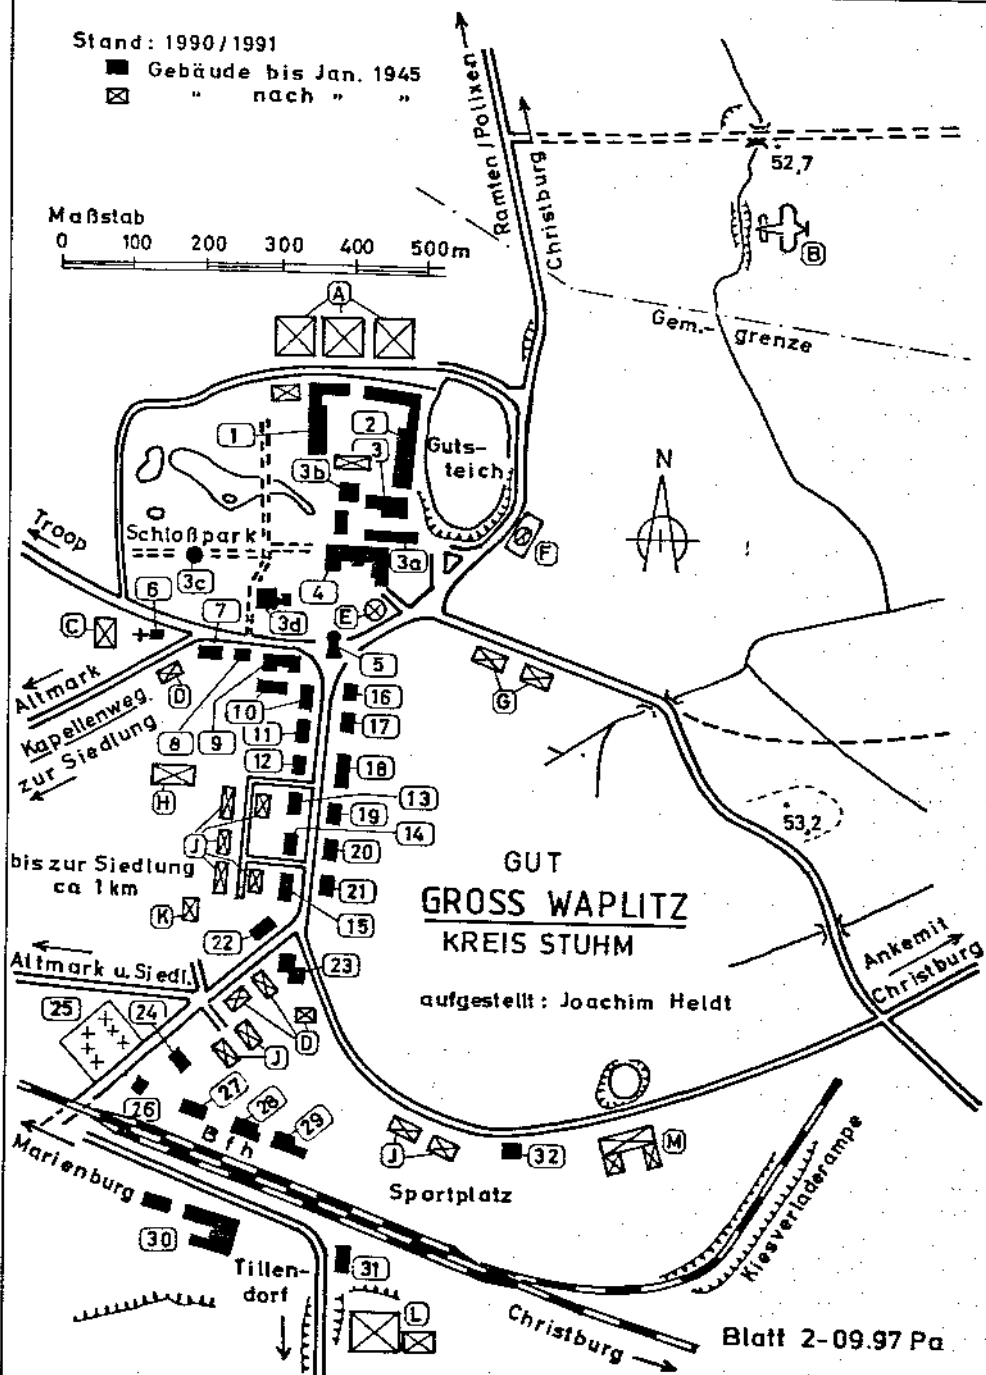 Stand: 1990/1991
Gebäude bis Jan. 1945
" nach " "
Maßstab
0 100 200 300 400 500m
Ramten/Polixen
Christburg
52,7
B
Gem.- grenze
A
1
2
3
3b
Guts-
teich
N
Troop
Schloßpark
3c
3a
F
4
6
7
3d
E
C
5
Altmark
D
G
Kapellenweg
zur Siedlung
8
9
10
16
17
11
12
18
H
13
53,2
19
J
14
20
bis zur Siedlung
ca 1km
21
K
15
22
GUT
GROSS WAPLITZ
KREIS STUHM
aufgestellt: Joachim Heldt
Ankemit
Christburg
Altmark u. Siedl.
23
25
24
D
J
26
27
28
29
Bfh
Marienburg
J
32
M
Sportplatz
Kiesverladerampe
30
Tillen-
dorf
31
L
Christburg
Blatt 2-09.97 Pa